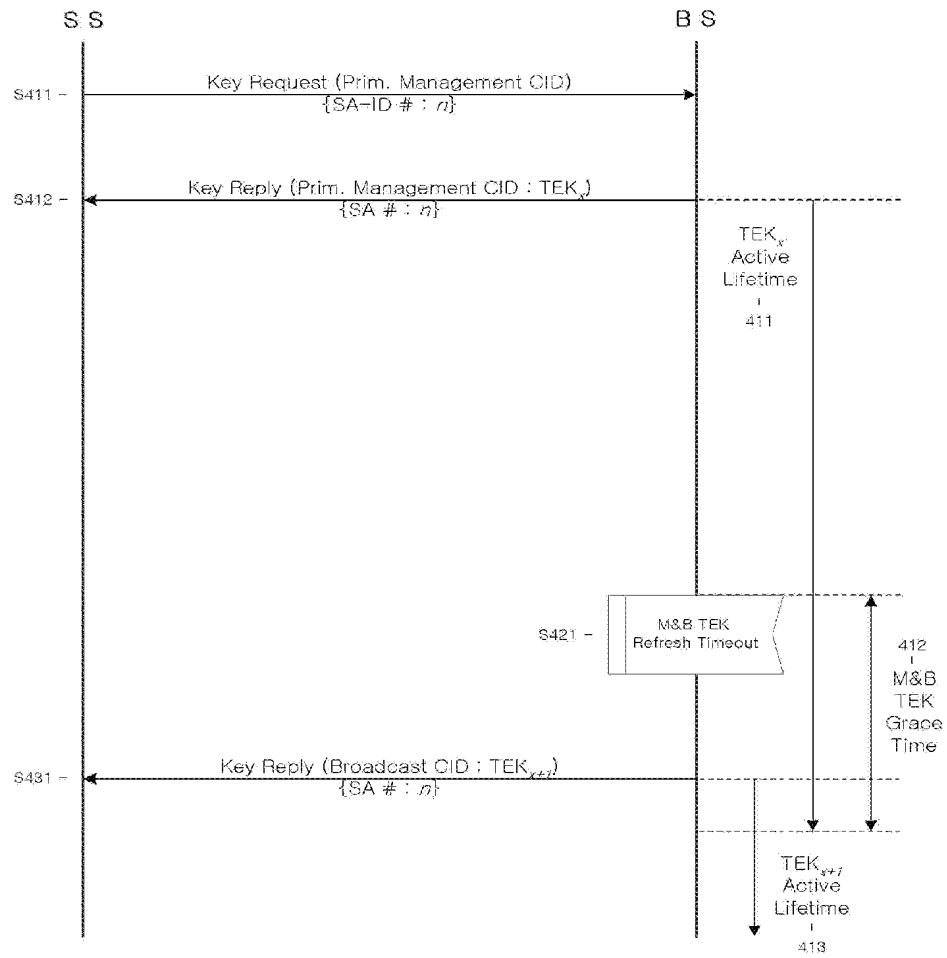 SS
BS
S411
Key Request (Prim. Management CID)
{SA-ID # : n}
S412
Key Reply (Prim. Management CID : TEKx)
{SA # : n}
TEKx
Active
Lifetime
411
S421
M&B TEK
Refresh Timeout
412
M&B
TEK
Grace
Time
S431
Key Reply (Broadcast CID : TEKx+1)
{SA # : n}
TEKx+1
Active
Lifetime
413